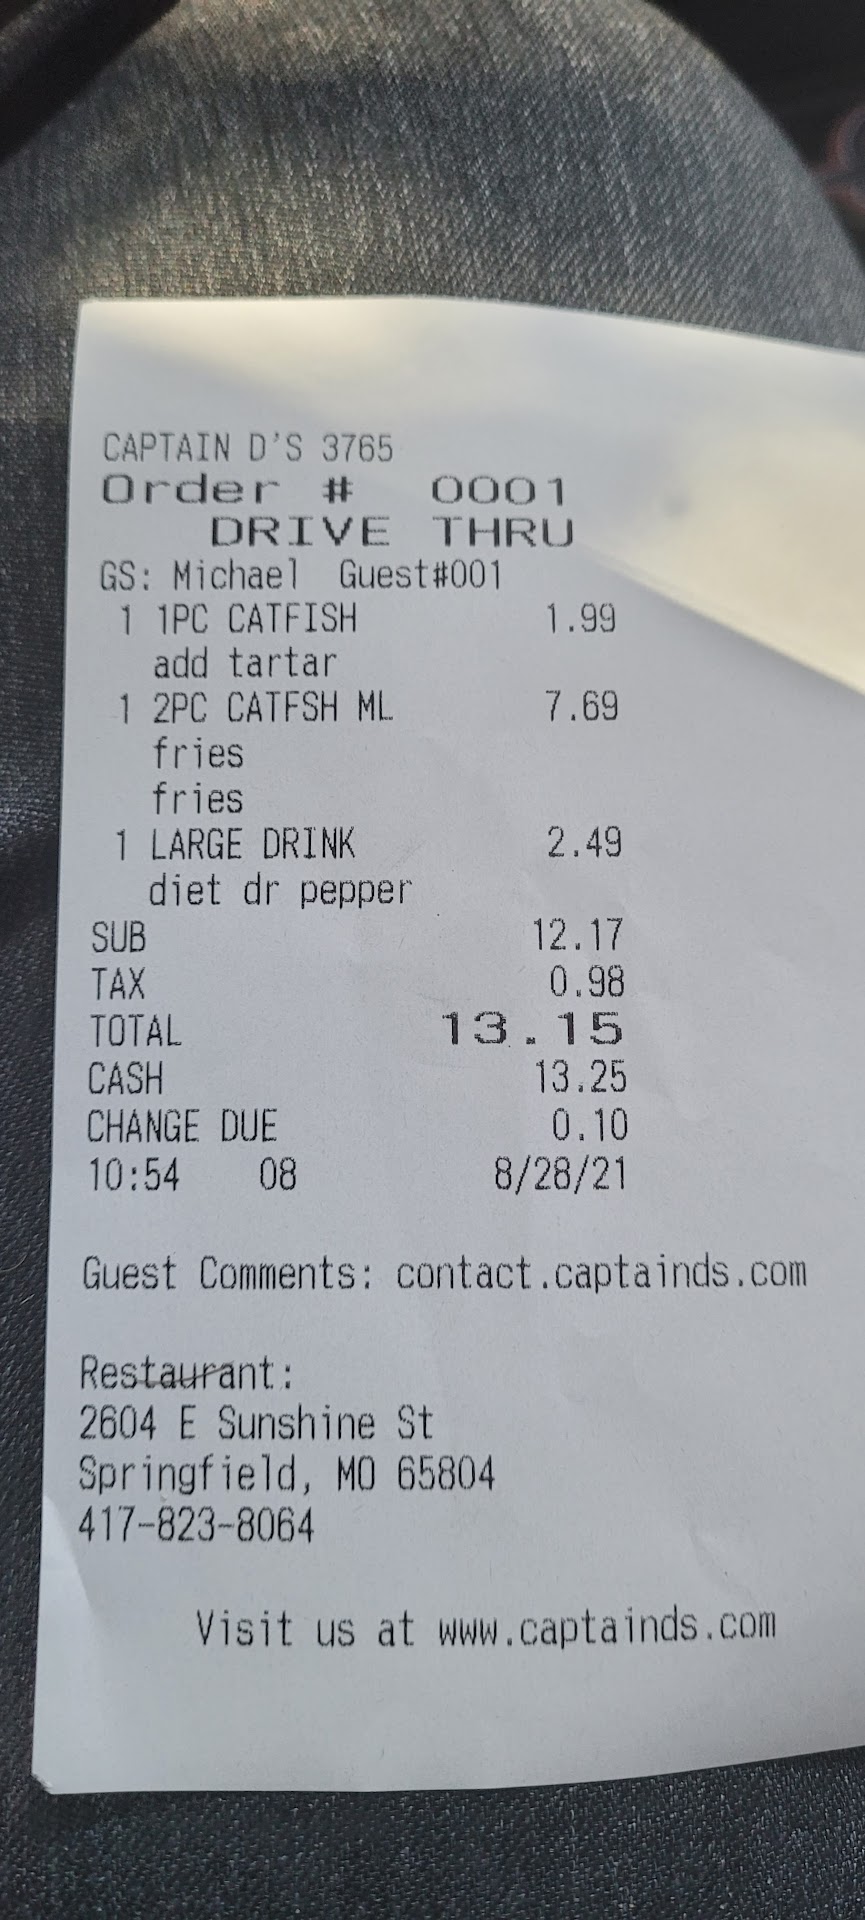 CAPTAIN D'S 3765
Order # 0001
DRIVE THRU
GS: Michael Guest#001
1 1PC CATFISH 1.99
add tartar
1 2PC CATFSH ML 7.69
fries
fries
1 LARGE DRINK 2.49
diet dr pepper
SUB 12.17
TAX 0.98
TOTAL 13.15
CASH 13.25
CHANGE DUE 0.10
10:54 08 8/28/21
Guest Comments: contact.captainds.com
Restaurant:
2604 E Sunshine St
Springfield, MO 65804
417-823-8064
Visit us at www.captainds.com